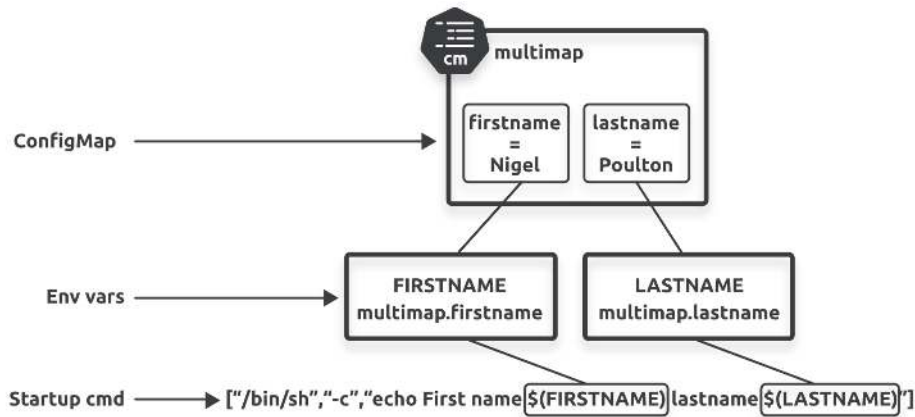 cm
multimap
ConfigMap
firstname
=
Nigel
lastname
=
Poulton
Env vars
FIRSTNAME
multimap.firstname
LASTNAME
multimap.lastname
Startup cmd
[“/bin/sh”,“-c”,“echo First name $(FIRSTNAME) lastname $(LASTNAME)”]